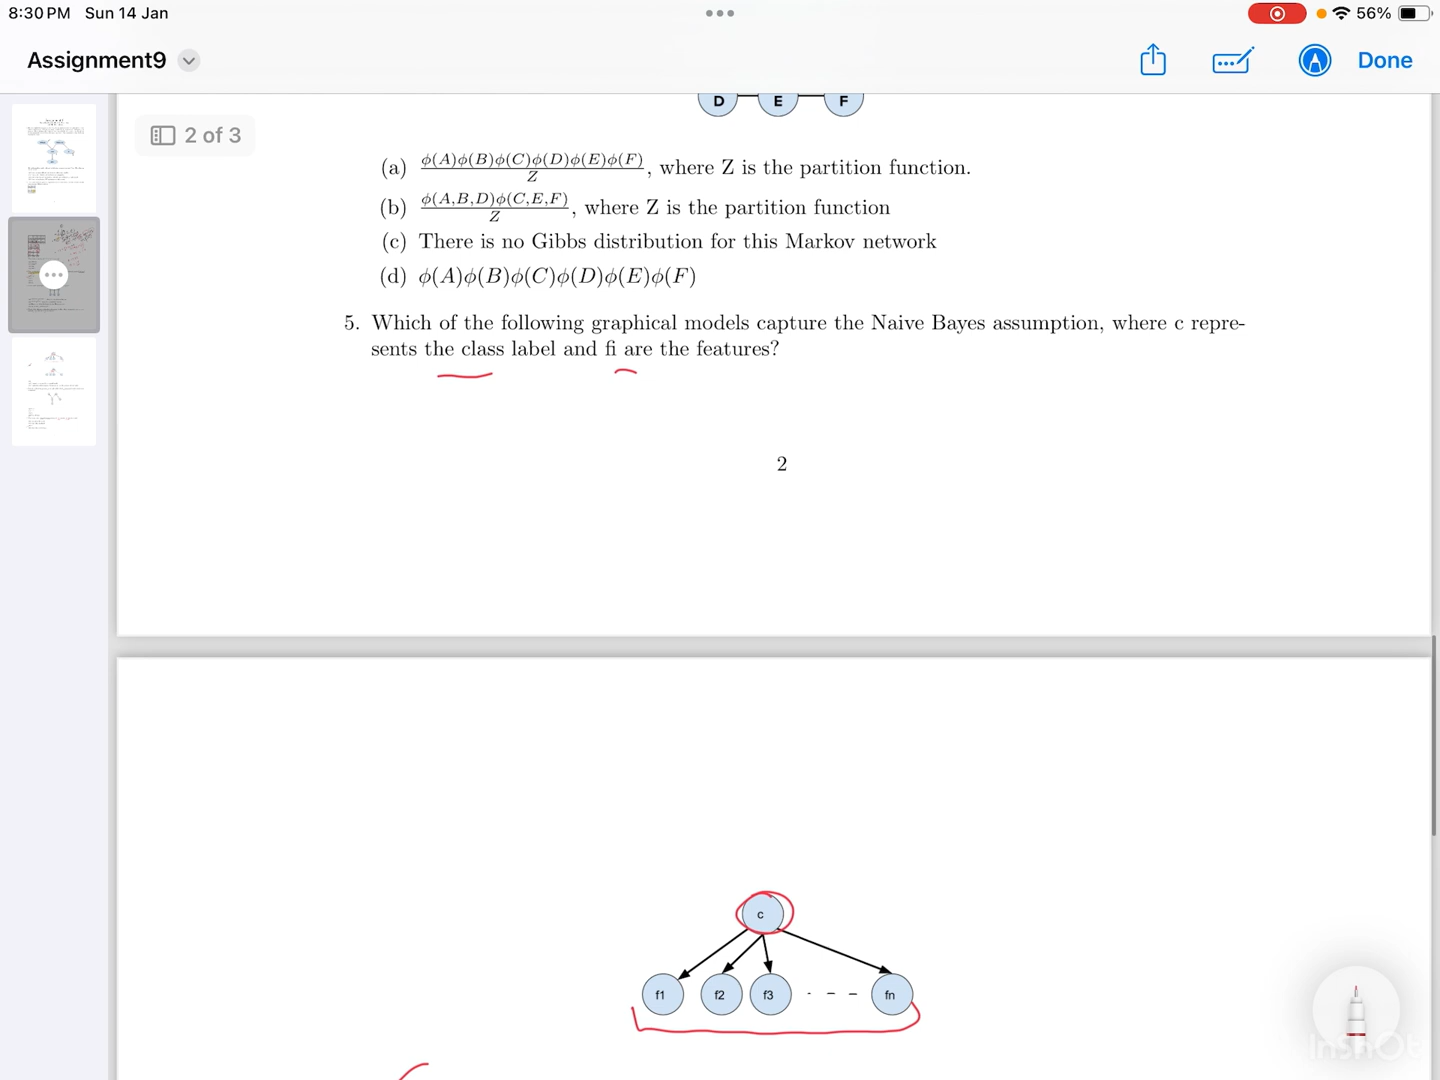 8:30 PM Sun 14 Jan
56%
Assignment9
Done
2 of 3
D E F
(a) ϕ(A)ϕ(B)ϕ(C)ϕ(D)ϕ(E)ϕ(F)/Z, where Z is the partition function.
(b) ϕ(A,B,D)ϕ(C,E,F)/Z, where Z is the partition function
(c) There is no Gibbs distribution for this Markov network
(d) ϕ(A)ϕ(B)ϕ(C)ϕ(D)ϕ(E)ϕ(F)
5. Which of the following graphical models capture the Naive Bayes assumption, where c repre-
sents the class label and fi are the features?
2
c
f1 f2 f3 - - - fn
InShOt